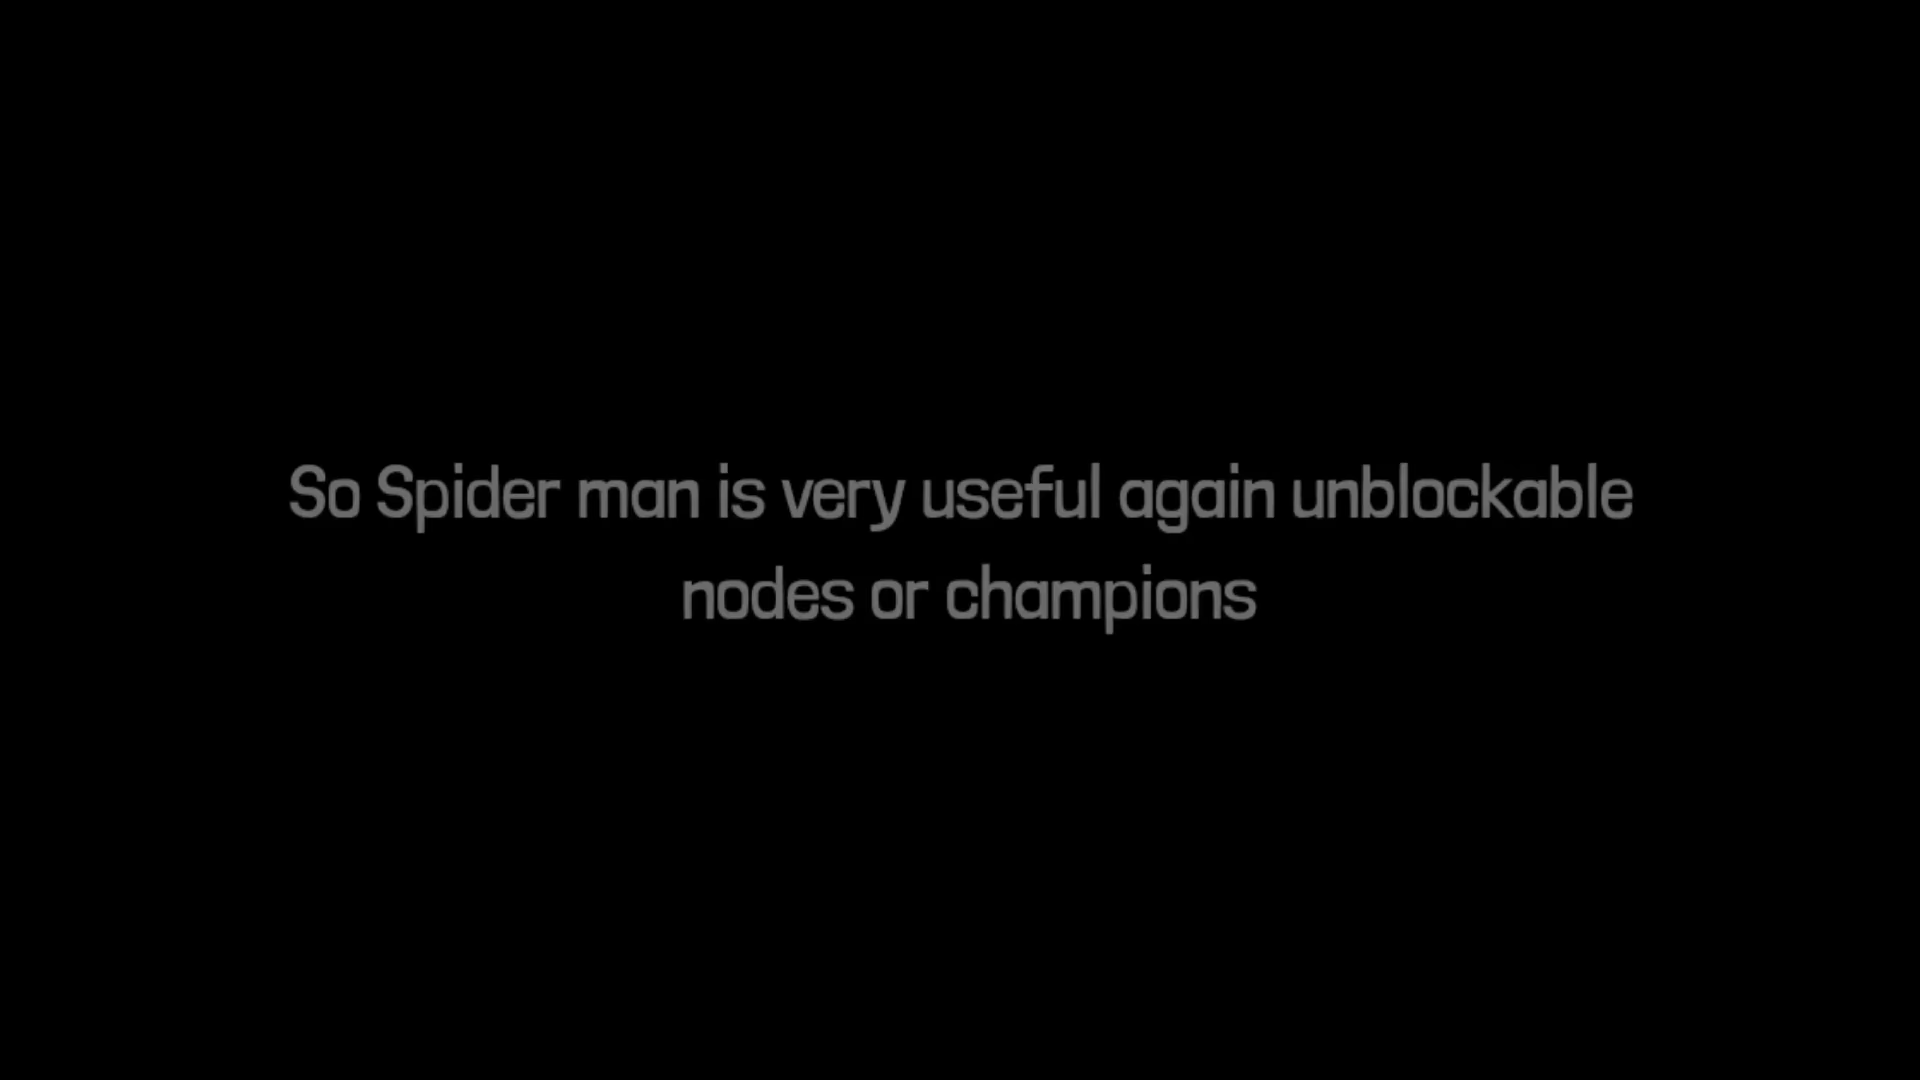 So Spider man is very useful again unblockable
nodes or champions